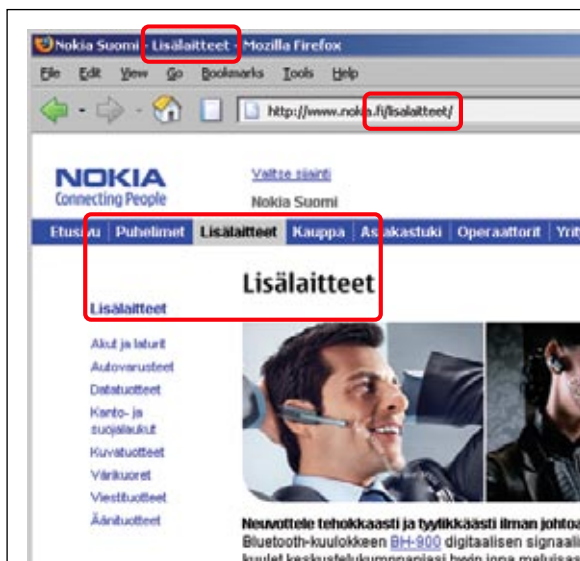 Nokia Suomi - Lisälaitteet - Mozilla Firefox
File Edit View Go Bookmarks Tools Help
http://www.nokia.fi/lisalaitteet/
NOKIA
Connecting People
Valitse sijainti
Nokia Suomi
Etusivu Puhelimet Lisälaitteet Kauppa Asiakastuki Operaattorit
Lisälaitteet
Lisälaitteet
Akut ja laturit
Autovarusteet
Datatuotteet
Kanto- ja
suojalaukut
Kuvatuotteet
Värikuoret
Viestituotteet
Äänituotteet
Neuvottele tehokkaasti ja tyylikkäästi ilman
Bluetooth-kuulokkeen BH-900 digitaalisen